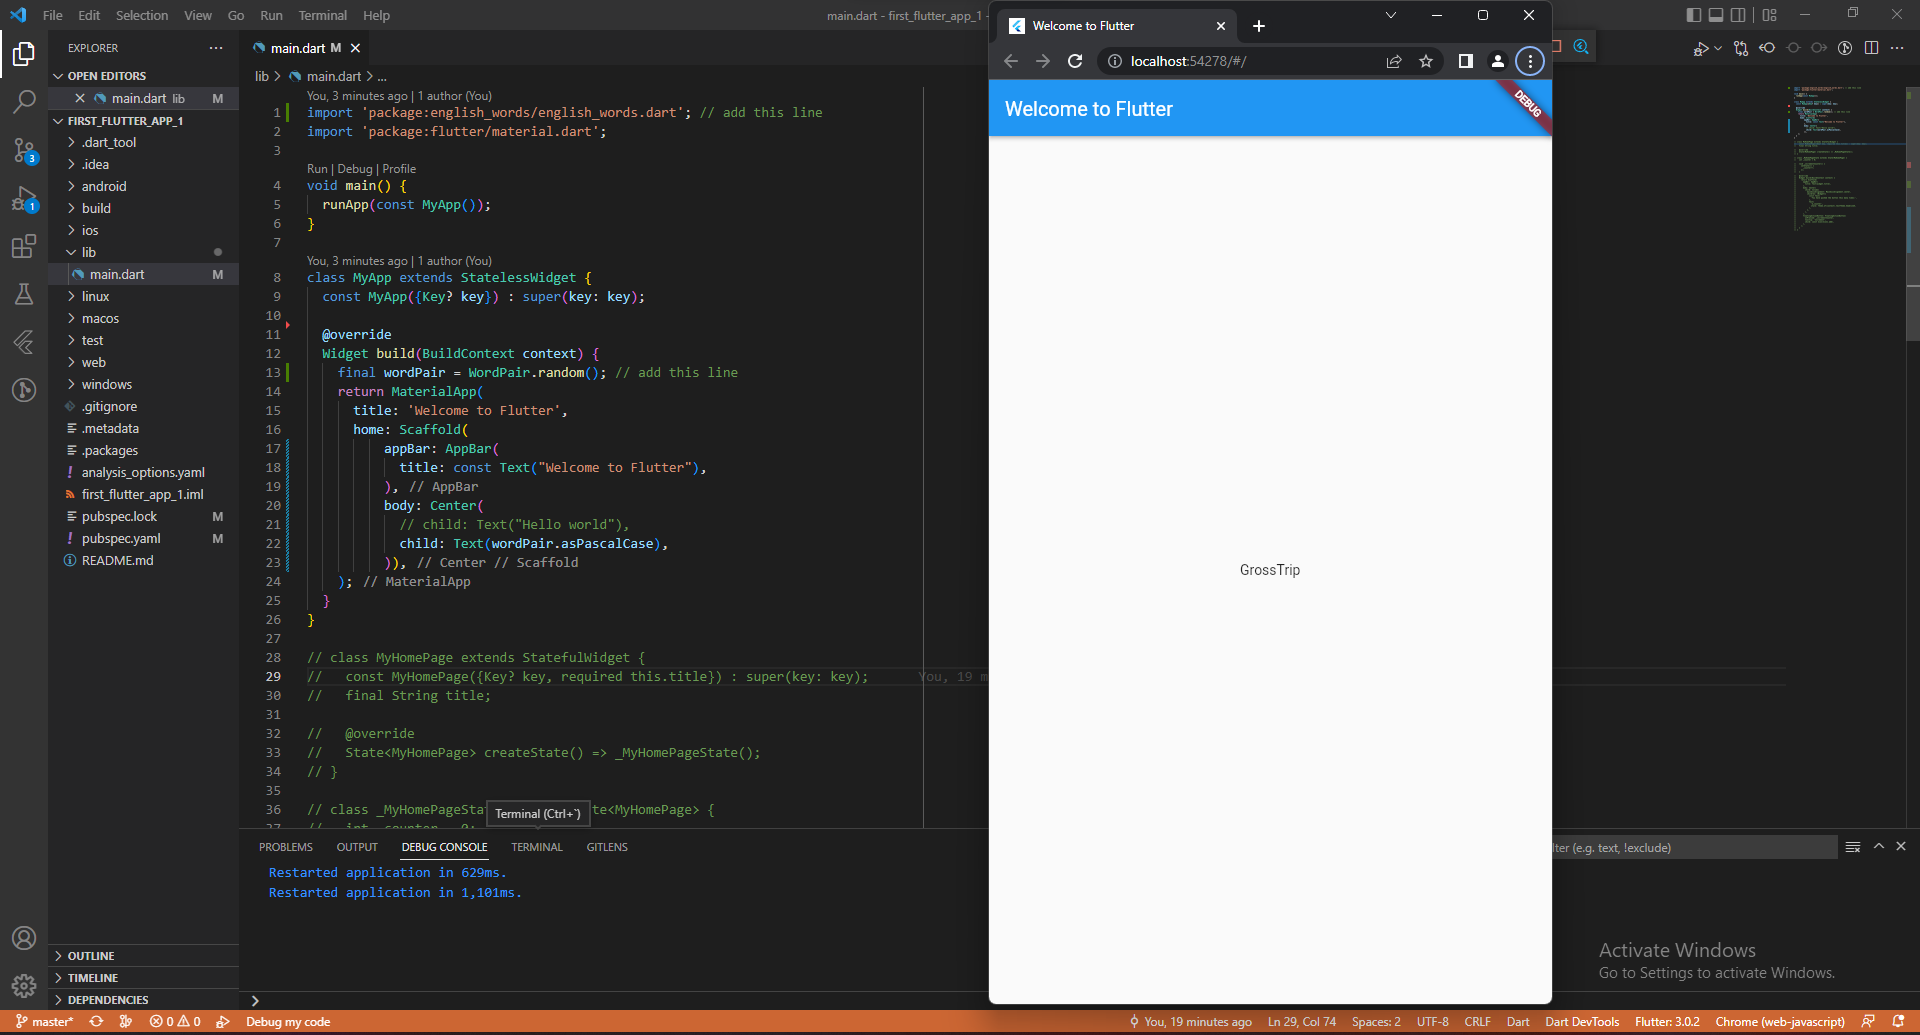 File Edit Selection View Go Run Terminal Help
main.dart - first_flutter_app_1 -
EXPLORER
OPEN EDITORS
main.dart lib M
FIRST_FLUTTER_APP_1
.dart_tool
.idea
android
build
ios
lib
main.dart M
linux
macos
test
web
windows
.gitignore
.metadata
.packages
analysis_options.yaml
first_flutter_app_1.iml
pubspec.lock M
pubspec.yaml M
README.md
OUTLINE
TIMELINE
DEPENDENCIES
3
1
main.dart M
lib > main.dart > ...
You, 3 minutes ago | 1 author (You)
1 import 'package:english_words/english_words.dart'; // add this line
2 import 'package:flutter/material.dart';
3
Run | Debug | Profile
4 void main() {
5 runApp(const MyApp());
6 }
7
You, 3 minutes ago | 1 author (You)
8 class MyApp extends StatelessWidget {
9 const MyApp({Key? key}) : super(key: key);
10
11 @override
12 Widget build(BuildContext context) {
13 final wordPair = WordPair.random(); // add this line
14 return MaterialApp(
15 title: 'Welcome to Flutter',
16 home: Scaffold(
17 appBar: AppBar(
18 title: const Text("Welcome to Flutter"),
19 ), // AppBar
20 body: Center(
21 // child: Text("Hello world"),
22 child: Text(wordPair.asPascalCase),
23 )), // Center // Scaffold
24 ); // MaterialApp
25 }
26 }
27
28 // class MyHomePage extends StatefulWidget {
29 // const MyHomePage({Key? key, required this.title}) : super(key: key); You, 19 m
30 // final String title;
31
32 // @override
33 // State<MyHomePage> createState() => _MyHomePageState();
34 // }
35
36 // class _MyHomePageSta te<MyHomePage> {
Terminal (Ctrl+`)
PROBLEMS OUTPUT DEBUG CONSOLE TERMINAL GITLENS
Restarted application in 629ms.
Restarted application in 1,101ms.
Welcome to Flutter
localhost:54278/#/
Welcome to Flutter
DEBUG
GrossTrip
lter (e.g. text, !exclude)
Activate Windows
Go to Settings to activate Windows.
master* 0 0 Debug my code
You, 19 minutes ago Ln 29, Col 74 Spaces: 2 UTF-8 CRLF Dart Dart DevTools Flutter: 3.0.2 Chrome (web-javascript)